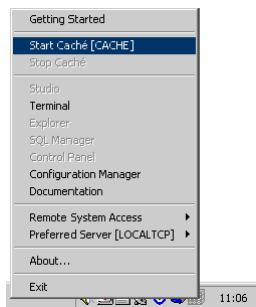 Getting Started
Start Caché [CACHE]
Stop Caché
Studio
Terminal
Explorer
SQL Manager
Control Panel
Configuration Manager
Documentation
Remote System Access
Preferred Server [LOCALTCP]
About...
Exit
11:06